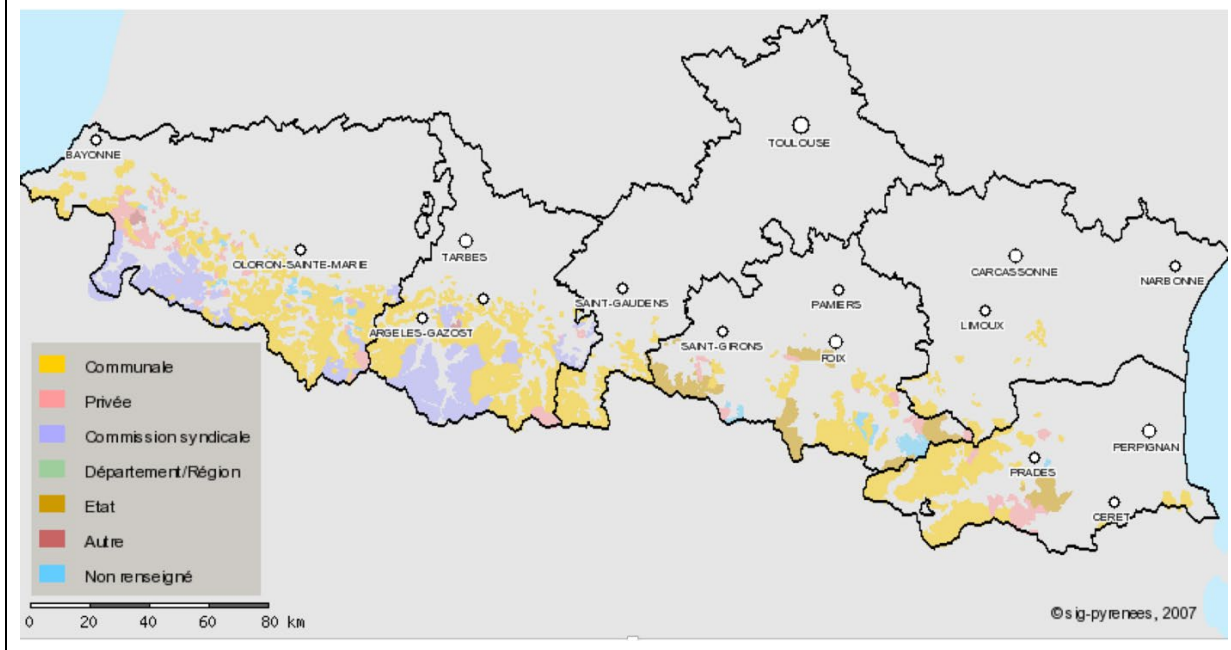 BAYONNE
TOULOUSE
OLORON-SAINTE-MARIE
TARBES
CARCASSONNE
NARBONNE
SAINT-GAUDENS
PAMIERS
LIMOUX
ARGELES-GAZOST
SAINT-GIRONS
FOIX
PERPIGNAN
PRADES
CERET
Communale
Privée
Commission syndicale
Département/Région
Etat
Autre
Non renseigné
0 20 40 60 80 km
©sig-pyrenees, 2007